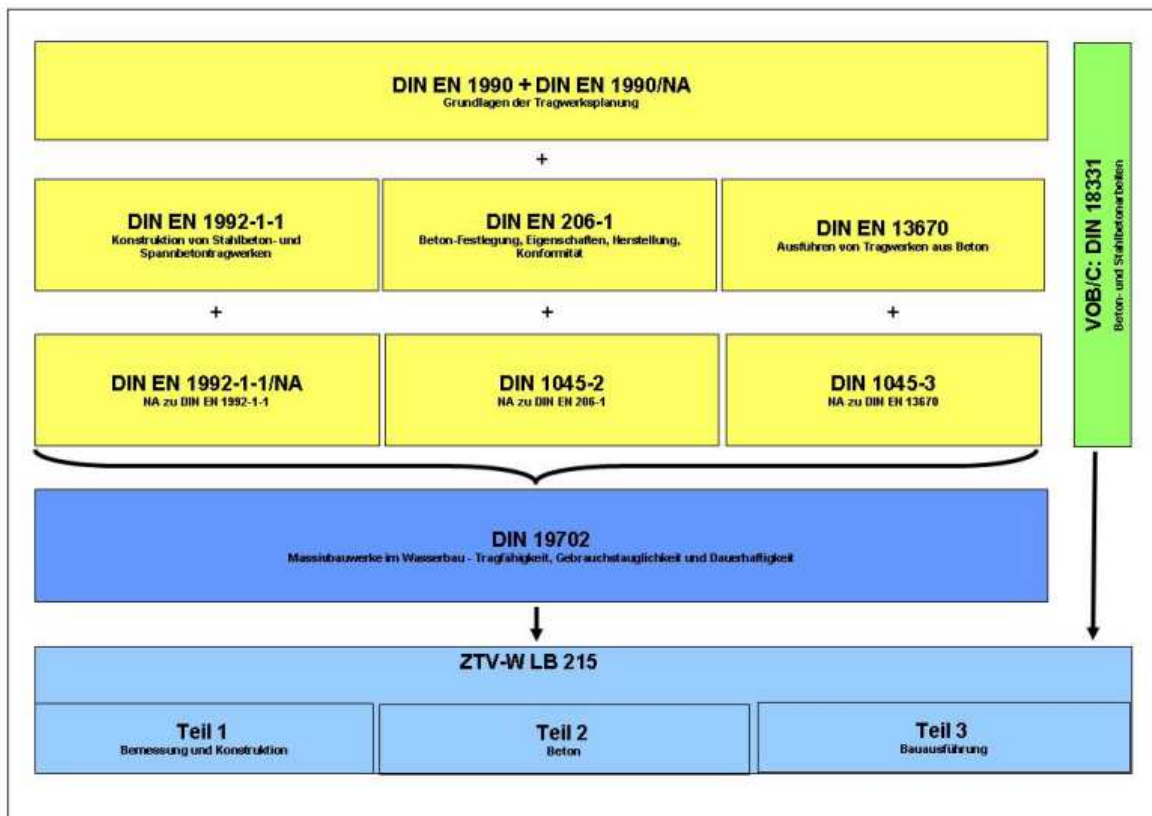 DIN EN 1990 + DIN EN 1990/NA
Grundlagen der Tragwerksplanung
+
DIN EN 1992-1-1
Konstruktion von Stahlbeton- und
Spannbetontragwerken
DIN EN 206-1
Beton-Festlegung, Eigenschaften, Herstellung,
Konformität
DIN EN 13670
Ausführen von Tragwerken aus Beton
+
+
+
DIN EN 1992-1-1/NA
NA zu DIN EN 1992-1-1
DIN 1045-2
NA zu DIN EN 206-1
DIN 1045-3
NA zu DIN EN 13670
VOB/C: DIN 18331
Beton- und Stahlbetonarbeiten
DIN 19702
Massivbauwerke im Wasserbau - Tragfähigkeit, Gebrauchstauglichkeit und Dauerhaftigkeit
ZTV-W LB 215
Teil 1
Bemessung und Konstruktion
Teil 2
Beton
Teil 3
Bauausführung